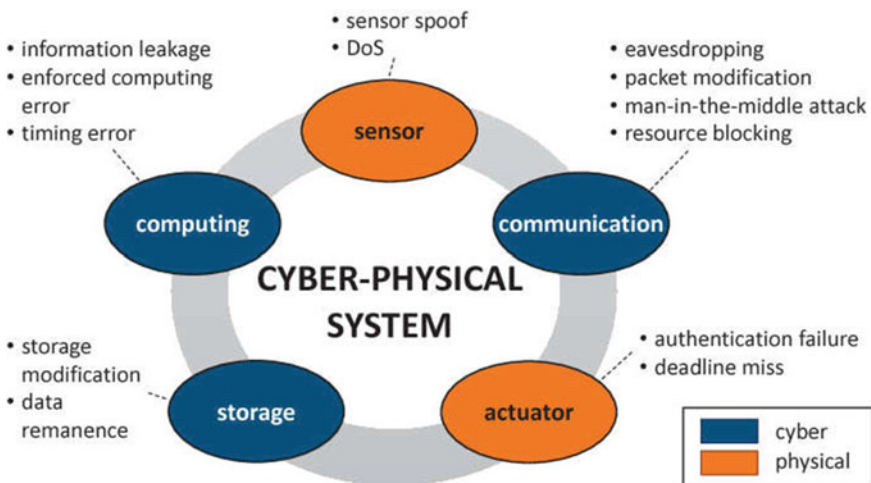 • sensor spoof
• DoS
• information leakage
• enforced computing
error
• timing error
• eavesdropping
• packet modification
• man-in-the-middle attack
• resource blocking
sensor
computing
communication
CYBER-PHYSICAL
SYSTEM
• storage
modification
• data
remanence
• authentication failure
• deadline miss
storage
actuator
cyber
physical